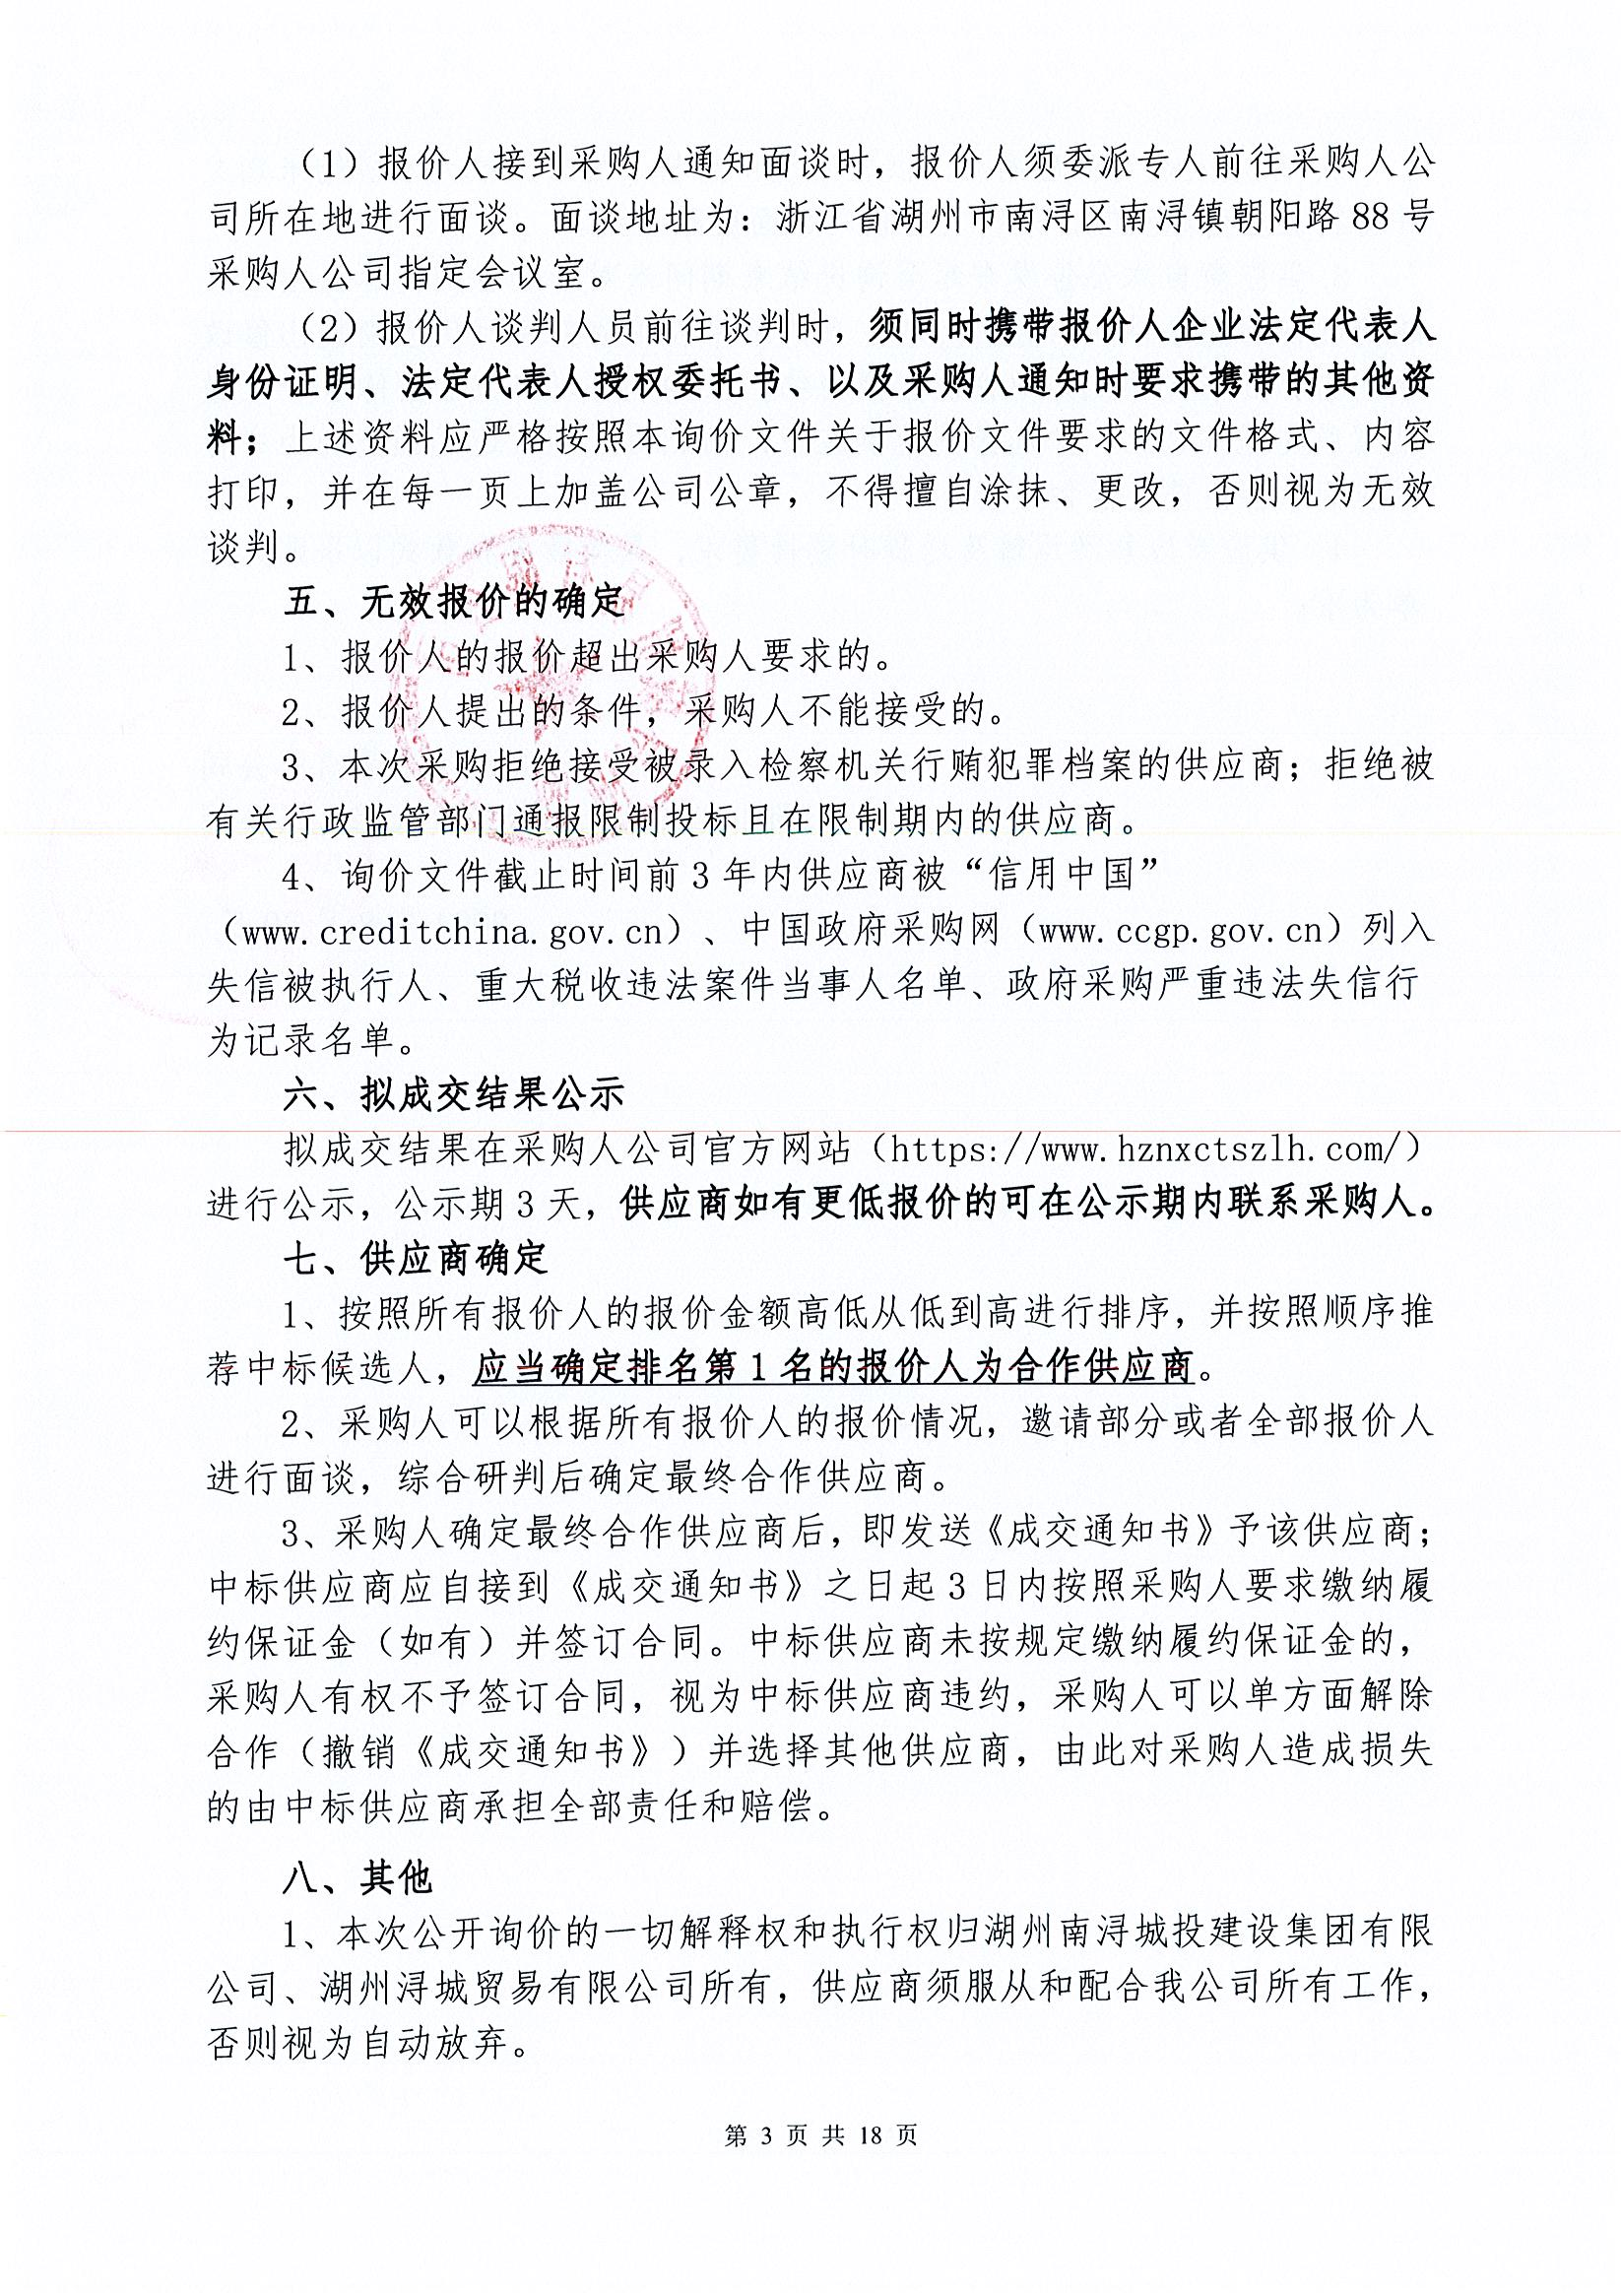 （1）报价人接到采购人通知面谈时，报价人须委派专人前往采购人公
司所在地进行面谈。面谈地址为：浙江省湖州市南浔区南浔镇朝阳路 88 号
采购人公司指定会议室。
（2）报价人谈判人员前往谈判时，须同时携带报价人企业法定代表人
身份证明、法定代表人授权委托书、以及采购人通知时要求携带的其他资
料；上述资料应严格按照本询价文件关于报价文件要求的文件格式、内容
打印，并在每一页上加盖公司公章，不得擅自涂抹、更改，否则视为无效
谈判。
五、无效报价的确定
1、报价人的报价超出采购人要求的。
2、报价人提出的条件，采购人不能接受的。
3、本次采购拒绝接受被录入检察机关行贿犯罪档案的供应商；拒绝被
有关行政监管部门通报限制投标且在限制期内的供应商。
4、询价文件截止时间前 3 年内供应商被“信用中国”
（www.creditchina.gov.cn）、中国政府采购网（www.ccgp.gov.cn）列入
失信被执行人、重大税收违法案件当事人名单、政府采购严重违法失信行
为记录名单。
六、拟成交结果公示
拟成交结果在采购人公司官方网站（https://www.hznxctszlh.com/）
进行公示，公示期 3 天，供应商如有更低报价的可在公示期内联系采购人。
七、供应商确定
1、按照所有报价人的报价金额高低从低到高进行排序，并按照顺序推
荐中标候选人，应当确定排名第 1 名的报价人为合作供应商。
2、采购人可以根据所有报价人的报价情况，邀请部分或者全部报价人
进行面谈，综合研判后确定最终合作供应商。
3、采购人确定最终合作供应商后，即发送《成交通知书》予该供应商；
中标供应商应自接到《成交通知书》之日起 3 日内按照采购人要求缴纳履
约保证金（如有）并签订合同。中标供应商未按规定缴纳履约保证金的，
采购人有权不予签订合同，视为中标供应商违约，采购人可以单方面解除
合作（撤销《成交通知书》）并选择其他供应商，由此对采购人造成损失
的由中标供应商承担全部责任和赔偿。
八、其他
1、本次公开询价的一切解释权和执行权归湖州南浔城投建设集团有限
公司、湖州浔城贸易有限公司所有，供应商须服从和配合我公司所有工作，
否则视为自动放弃。
第 3 页 共 18 页